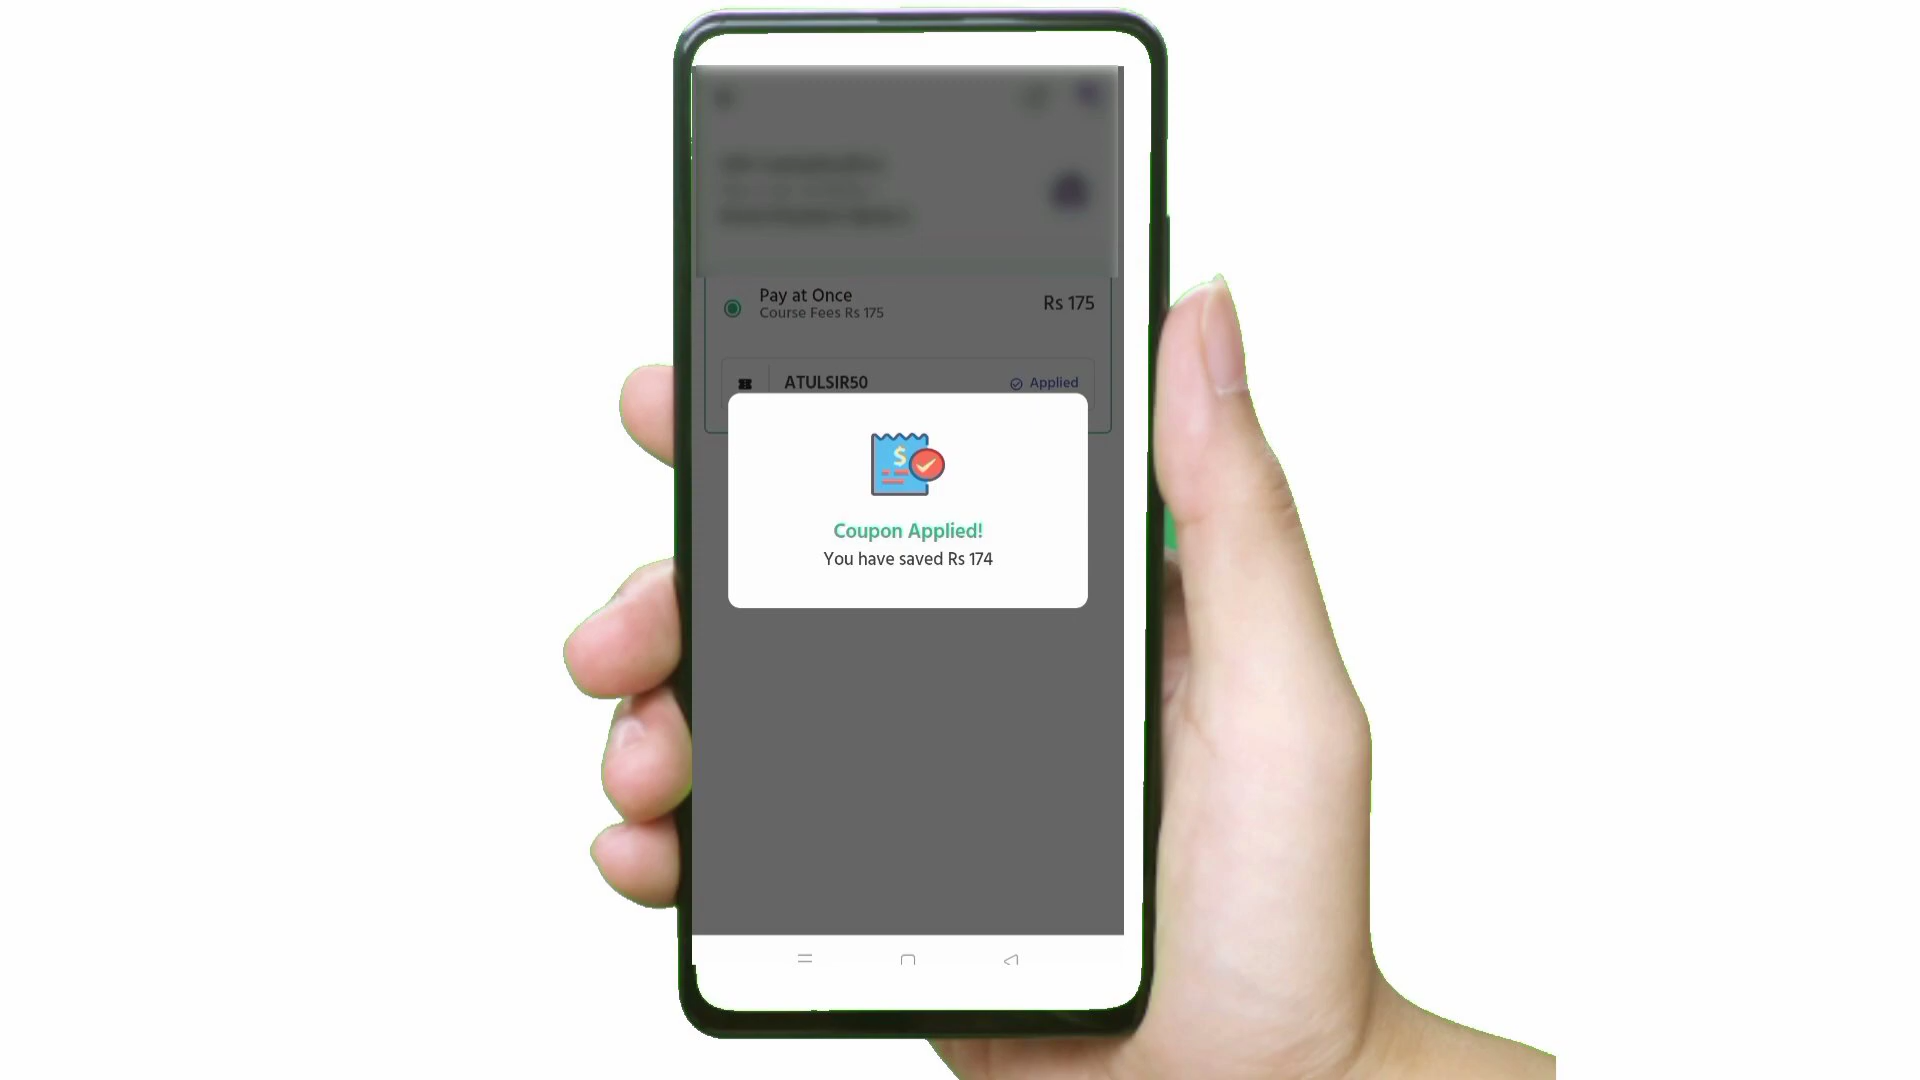 Pay at Once
Rs 175
Course Fees Rs 175
ATULSIR50
Applied
$
Coupon Applied!
You have saved Rs 174